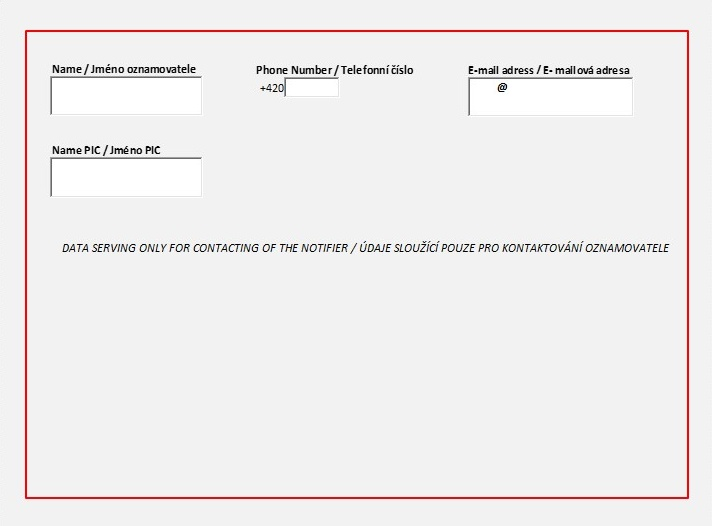 Name / Jméno oznamovatele
Phone Number / Telefonní číslo
E-mail adress / E- mailová adresa
+420
@
Name PIC / Jméno PIC
DATA SERVING ONLY FOR CONTACTING OF THE NOTIFIER / ÚDAJE SLOUŽÍCÍ POUZE PRO KONTAKTOVÁNÍ OZNAMOVATELE